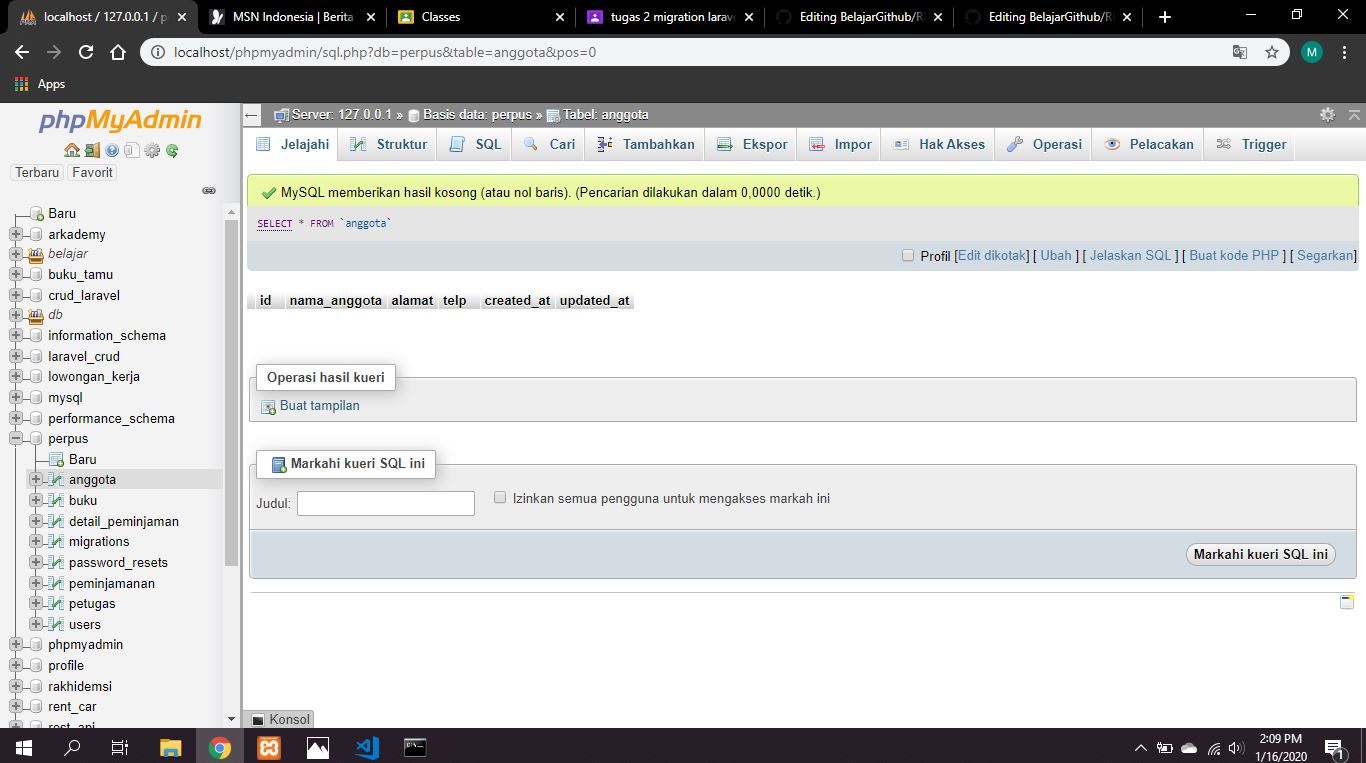 localhost / 127.0.0.1 / p
MSN Indonesia | Berita
Classes
tugas 2 migration larave
Editing BelajarGithub/R
Editing BelajarGithub/R
localhost/phpmyadmin/sql.php?db=perpus&table=anggota&pos=0
M
Apps
phpMyAdmin
Terbaru
Favorit
Baru
arkademy
belajar
buku_tamu
crud_laravel
db
information_schema
laravel_crud
lowongan_kerja
mysql
performance_schema
perpus
Baru
anggota
buku
detail_peminjaman
migrations
password_resets
peminjamanan
petugas
users
phpmyadmin
profile
rakhidemsi
rent_car
rest_api
Server: 127.0.0.1 » Basis data: perpus » Tabel: anggota
Jelajahi Struktur SQL Cari Tambahkan Ekspor Impor Hak Akses Operasi Pelacakan Trigger
MySQL memberikan hasil kosong (atau nol baris). (Pencarian dilakukan dalam 0,0000 detik.)
SELECT * FROM `anggota`
Profil [Edit dikotak] [ Ubah ] [ Jelaskan SQL ] [ Buat kode PHP ] [ Segarkan]
id nama_anggota alamat telp created_at updated_at
Operasi hasil kueri
Buat tampilan
Markahi kueri SQL ini
Judul:
Izinkan semua pengguna untuk mengakses markah ini
Markahi kueri SQL ini
Konsol
2:09 PM
1/16/2020
1